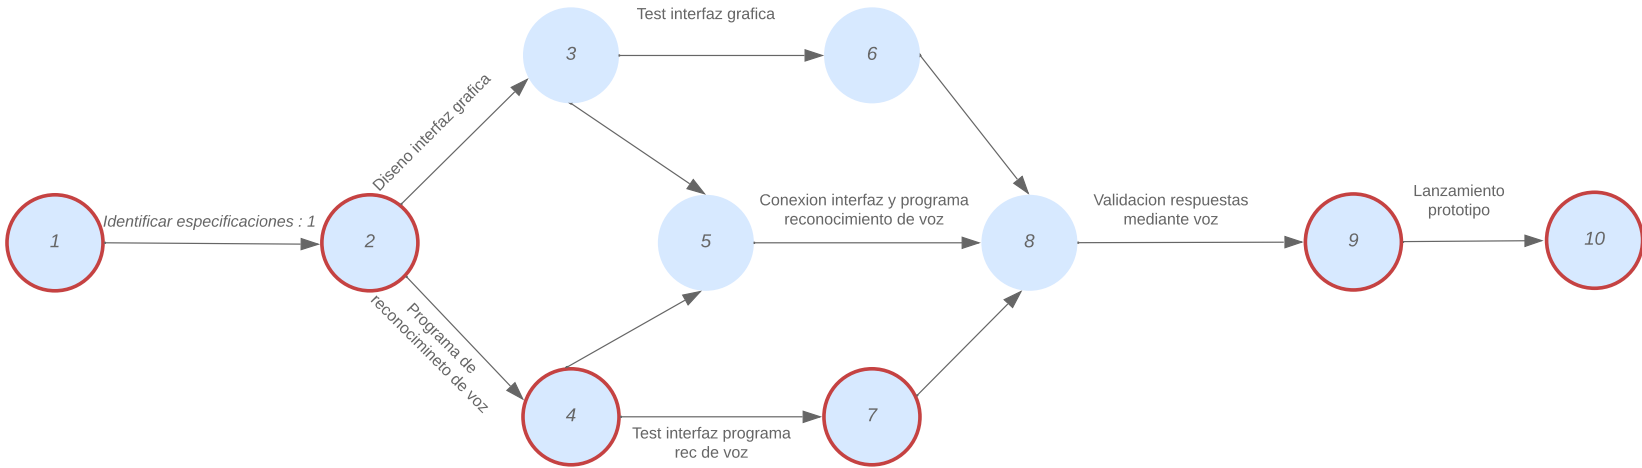 Test interfaz grafica
3
6
Diseno interfaz grafica
Identificar especificaciones : 1
1
2
5
Conexion interfaz y programa
reconocimiento de voz
8
Validacion respuestas
mediante voz
9
Lanzamiento
prototipo
10
Programa de
reconocimineto de voz
4
7
Test interfaz programa
rec de voz